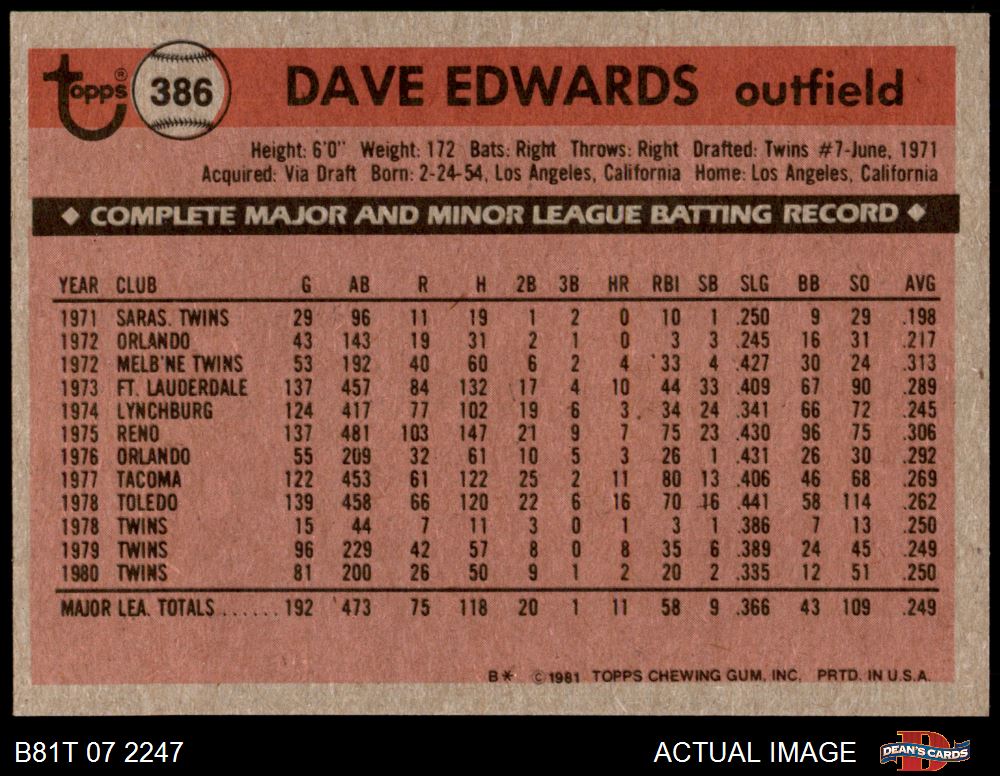 topps® 386 DAVE EDWARDS outfield
Height: 6'0" Weight: 172 Bats: Right Throws: Right Drafted: Twins #7-June, 1971
Acquired: Via Draft Born: 2-24-54, Los Angeles, California Home: Los Angeles, California
◆ COMPLETE MAJOR AND MINOR LEAGUE BATTING RECORD ◆
YEAR CLUB G AB R H 2B 3B HR RBI SB SLG BB SO AVG
1971 SARAS. TWINS 29 96 11 19 1 2 0 10 1 .250 9 29 .198
1972 ORLANDO 43 143 19 31 2 1 0 3 3 .245 16 31 .217
1972 MELB'NE TWINS 53 192 40 60 6 2 4 33 4 .427 30 24 .313
1973 FT. LAUDERDALE 137 457 84 132 17 4 10 44 33 .409 67 90 .289
1974 LYNCHBURG 124 417 77 102 19 6 3 34 24 .341 66 72 .245
1975 RENO 137 481 103 147 21 9 7 75 23 .430 96 75 .306
1976 ORLANDO 55 209 32 61 10 5 3 26 1 .431 26 30 .292
1977 TACOMA 122 453 61 122 25 2 11 80 13 .406 46 68 .269
1978 TOLEDO 139 458 66 120 22 6 16 70 16 .441 58 114 .262
1978 TWINS 15 44 7 11 3 0 1 3 1 .386 7 13 .250
1979 TWINS 96 229 42 57 8 0 8 35 6 .389 24 45 .249
1980 TWINS 81 200 26 50 9 1 2 20 2 .335 12 51 .250
MAJOR LEA. TOTALS ...... 192 473 75 118 20 1 11 58 9 .366 43 109 .249
B* ©1981 TOPPS CHEWING GUM, INC. PRTD. IN U.S.A.
B81T 07 2247 ACTUAL IMAGE DEAN'S CARDS